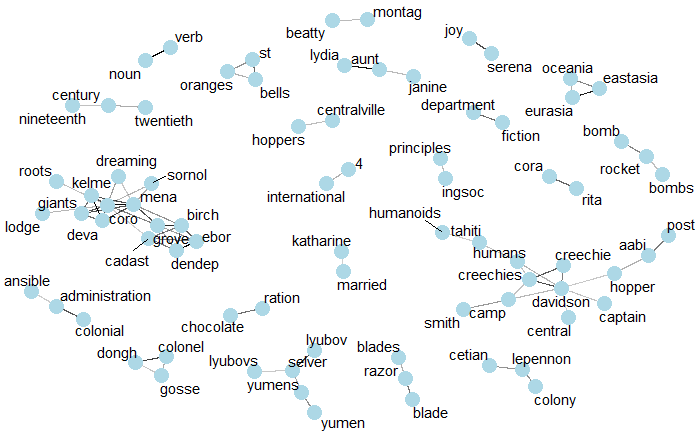 montag
beatty
verb
noun
joy
serena
st
oranges
bells
lydia
aunt
janine
oceania
eastasia
eurasia
century
nineteenth
twentieth
centralville
hoppers
department
fiction
bomb
rocket
bombs
principles
ingsoc
cora
rita
4
international
dreaming
roots
kelme
sornol
mena
giants
coro
birch
lodge
deva
grove
ebor
cadast
dendep
humanoids
tahiti
humans
creechie
post
aabi
creechies
hopper
davidson
smith
camp
central
captain
katharine
married
ansible
administration
colonial
ration
chocolate
dongh
colonel
gosse
lyubov
lyubovs
selver
yumens
yumen
blades
razor
blade
cetian
lepennon
colony